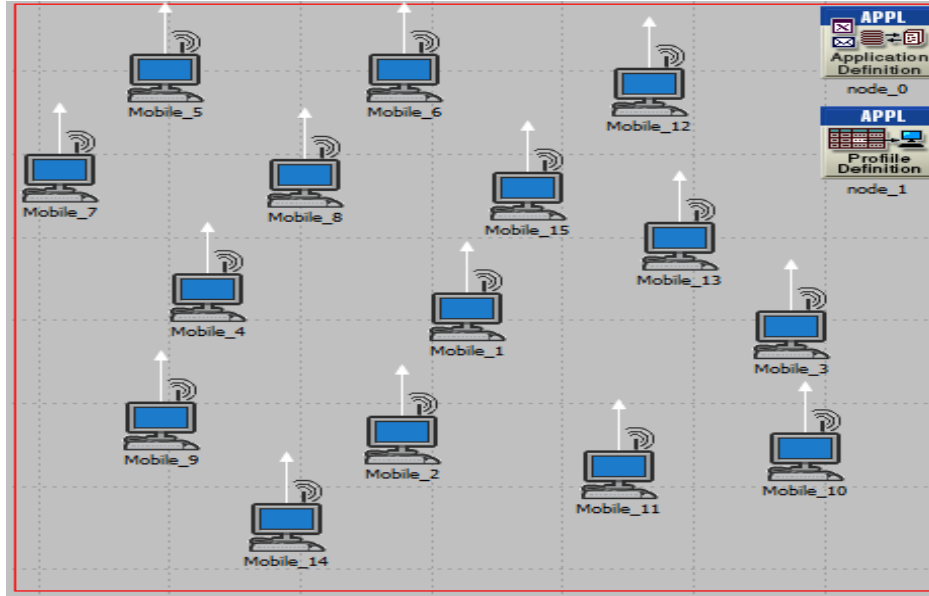 APPL
Application
Definition
node_0
Mobile_5
Mobile_6
Mobile_12
APPL
Profiile
Definition
node_1
Mobile_7
Mobile_8
Mobile_15
Mobile_13
Mobile_4
Mobile_1
Mobile_3
Mobile_9
Mobile_2
Mobile_10
Mobile_11
Mobile_14